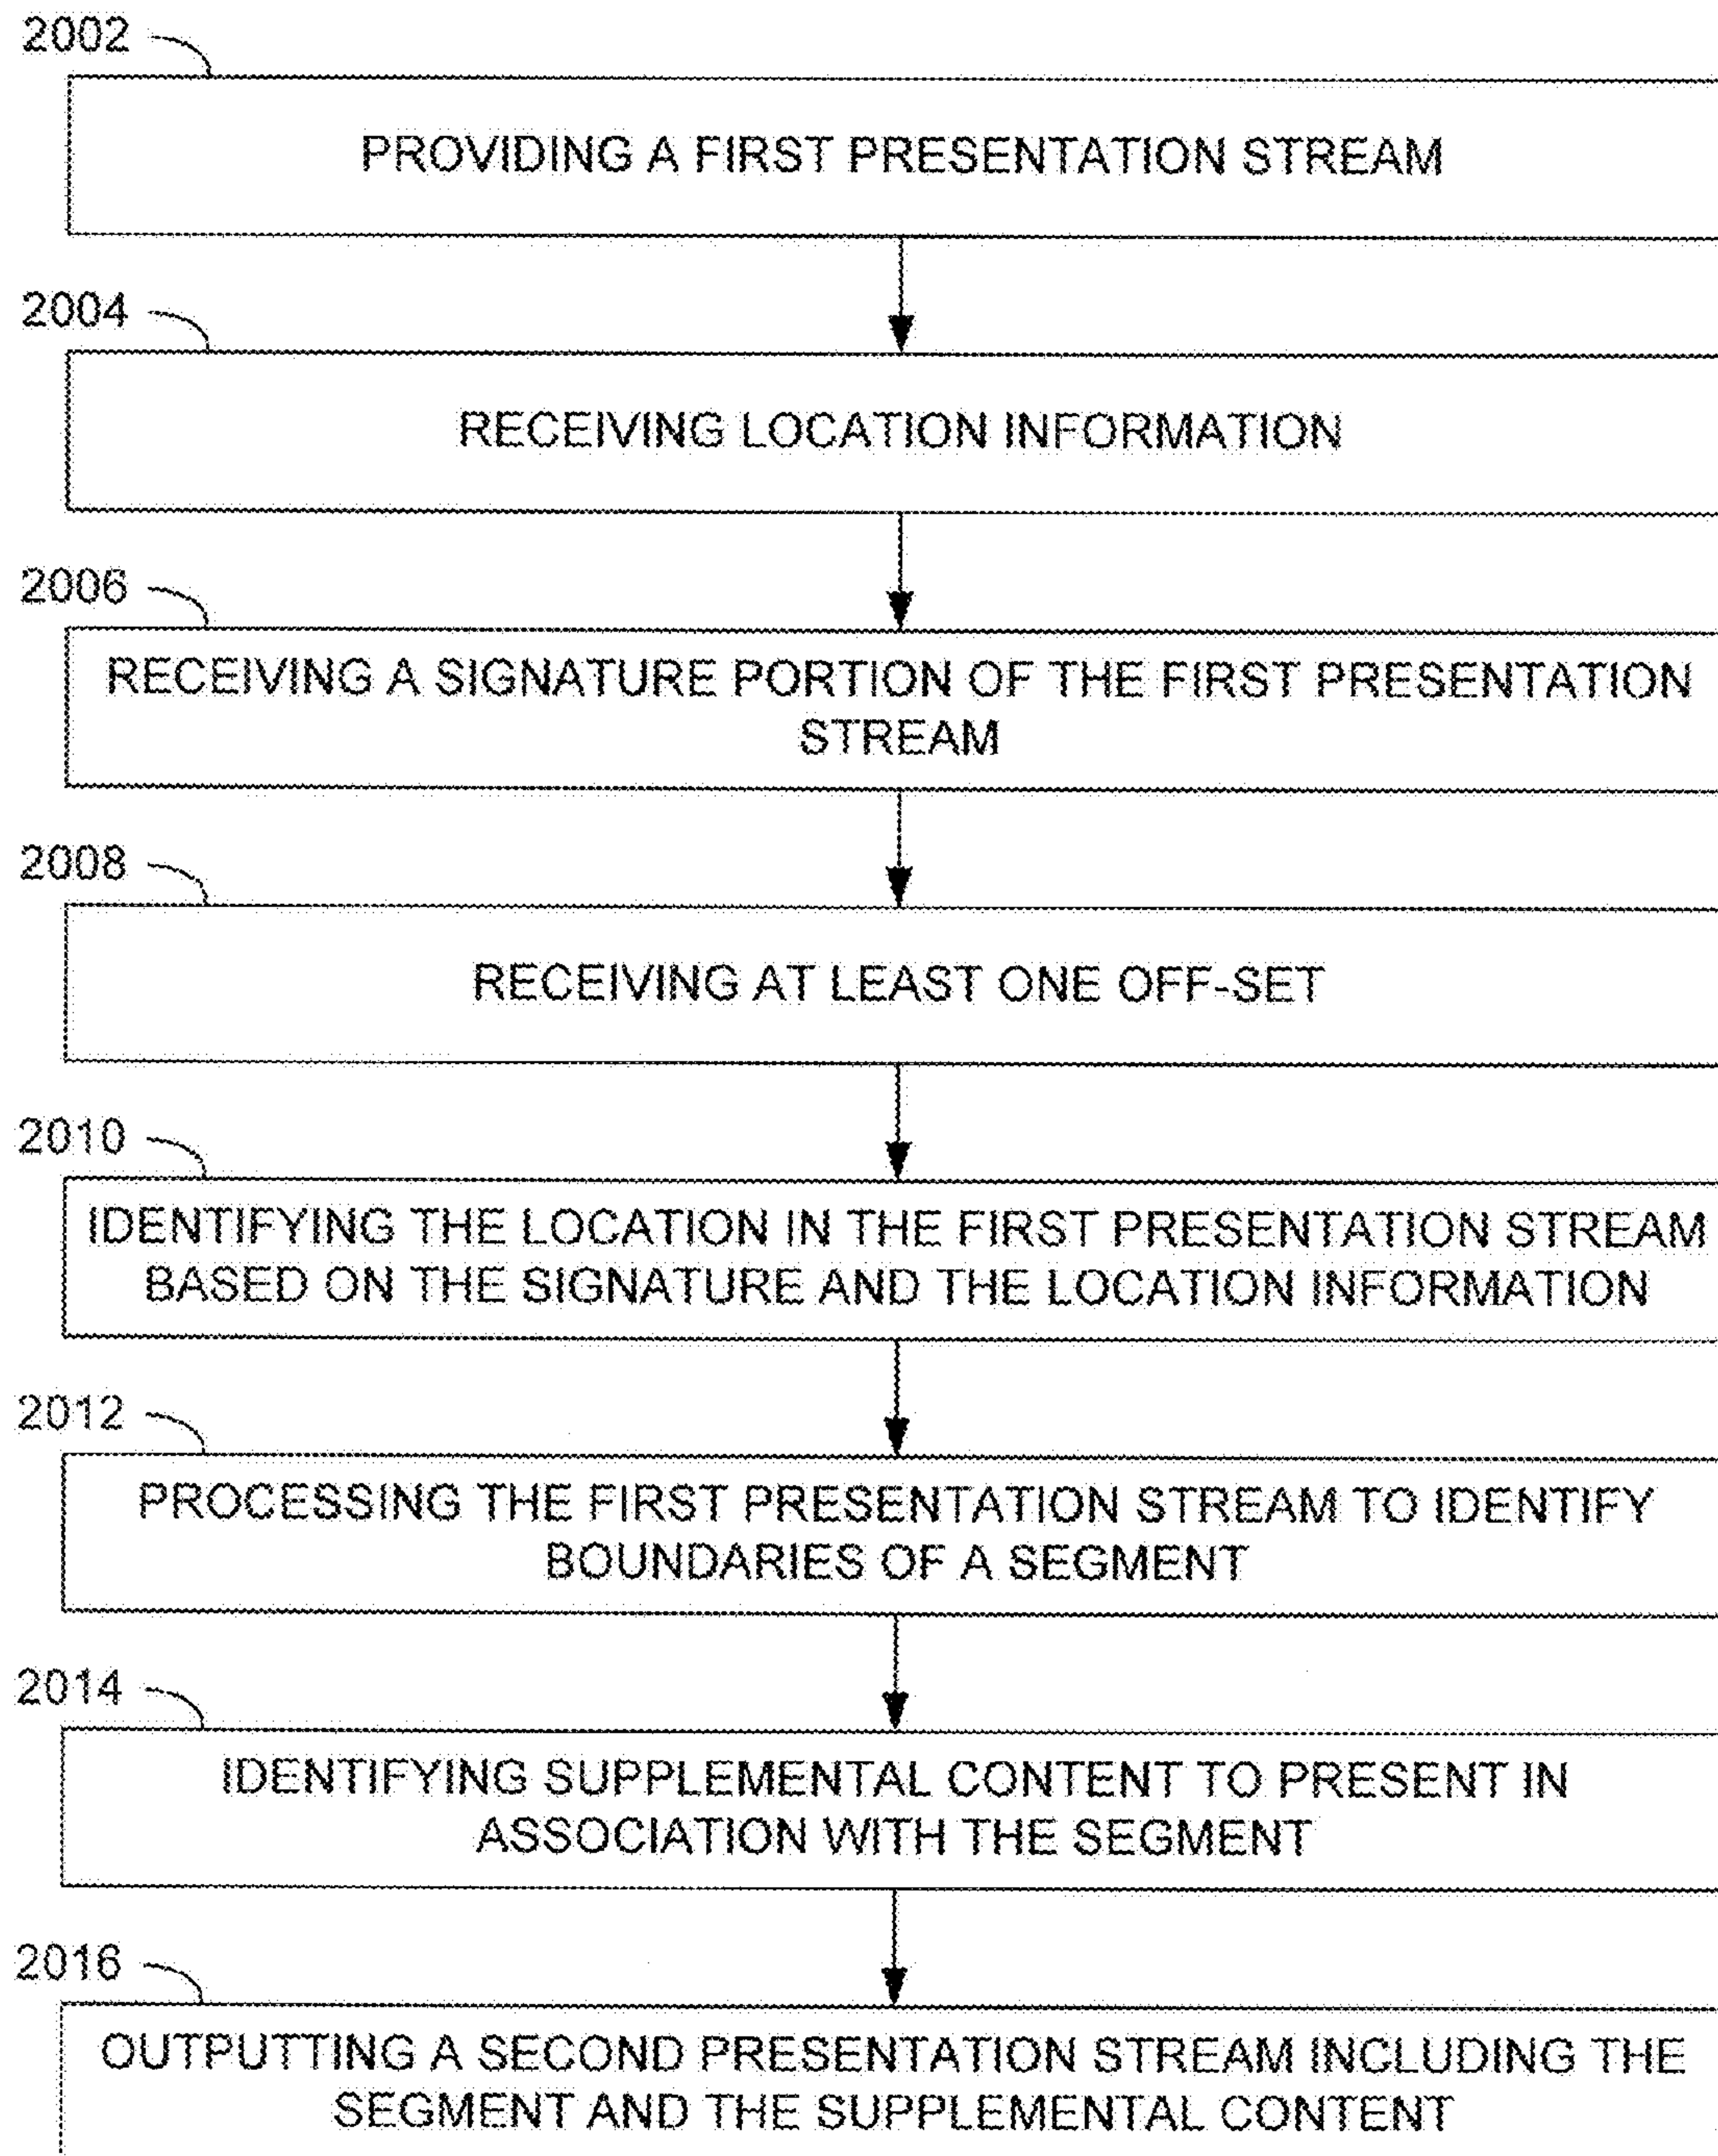 2002
PROVIDING A FIRST PRESENTATION STREAM
2004
RECEIVING LOCATION INFORMATION
2006
RECEIVING A SIGNATURE PORTION OF THE FIRST PRESENTATION
STREAM
2008
RECEIVING AT LEAST ONE OFF-SET
2010
IDENTIFYING THE LOCATION IN THE FIRST PRESENTATION STREAM
BASED ON THE SIGNATURE AND THE LOCATION INFORMATION
2012
PROCESSING THE FIRST PRESENTATION STREAM TO IDENTIFY
BOUNDARIES OF A SEGMENT
2014
IDENTIFYING SUPPLEMENTAL CONTENT TO PRESENT IN
ASSOCIATION WITH THE SEGMENT
2016
OUTPUTTING A SECOND PRESENTATION STREAM INCLUDING THE
SEGMENT AND THE SUPPLEMENTAL CONTENT